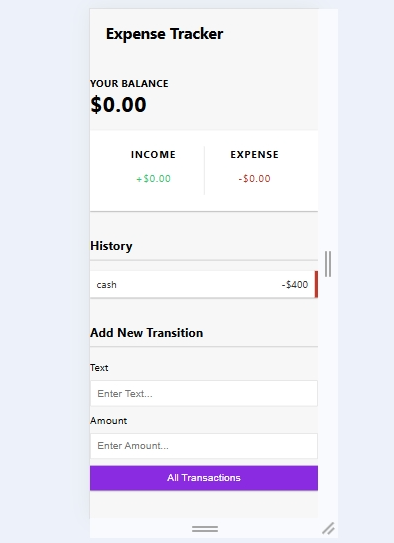 Expense Tracker
YOUR BALANCE
$0.00
INCOME EXPENSE
+$0.00 -$0.00
History
cash -$400
Add New Transition
Text
Enter Text...
Amount
Enter Amount...
All Transactions